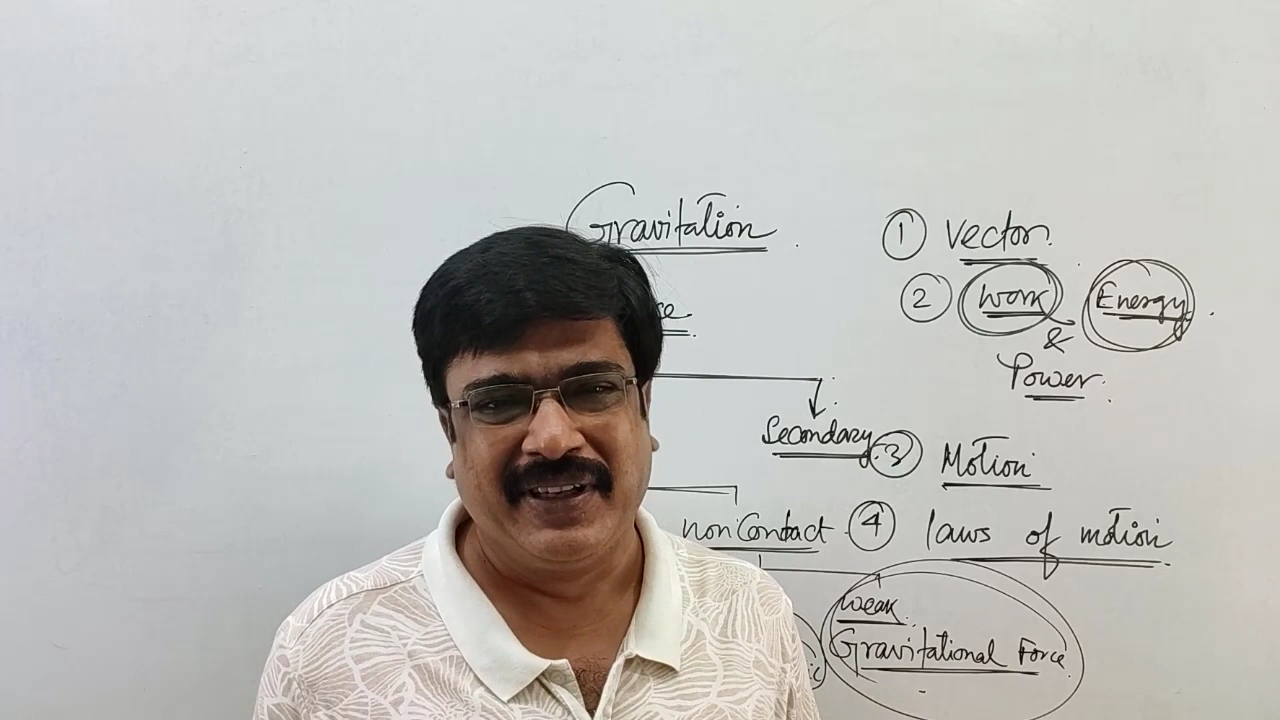 Gravitation
Secondary
non Contact
① Vector.
② Work Energy.
&
Power.
③ Motion
④ laws of motion
Weak
Gravitational Force